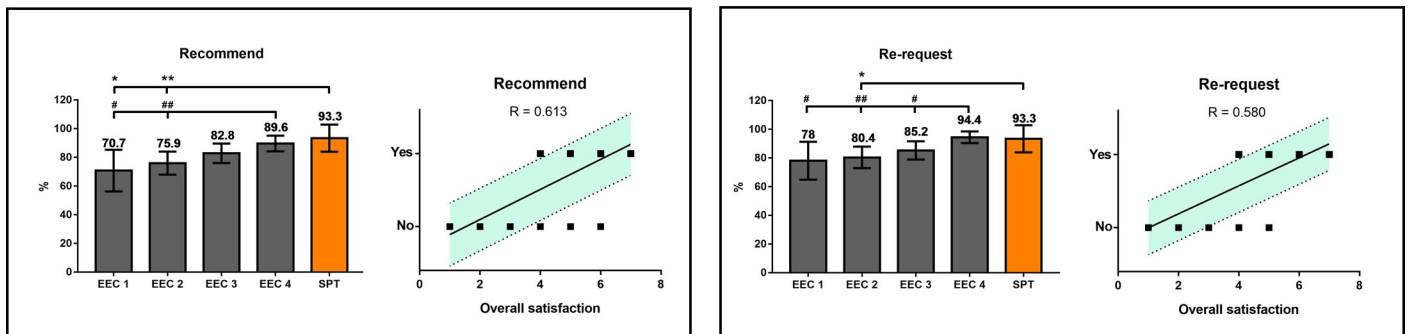 Recommend
* **
# ##
120
100
80
60
40
20
0
%
70.7 75.9 82.8 89.6 93.3
EEC 1 EEC 2 EEC 3 EEC 4 SPT
Recommend
R = 0.613
Yes
No
0 2 4 6 8
Overall satisfaction
Re-request
*
# ## #
120
100
80
60
40
20
0
%
78 80.4 85.2 94.4 93.3
EEC 1 EEC 2 EEC 3 EEC 4 SPT
Re-request
R = 0.580
Yes
No
0 2 4 6 8
Overall satisfaction